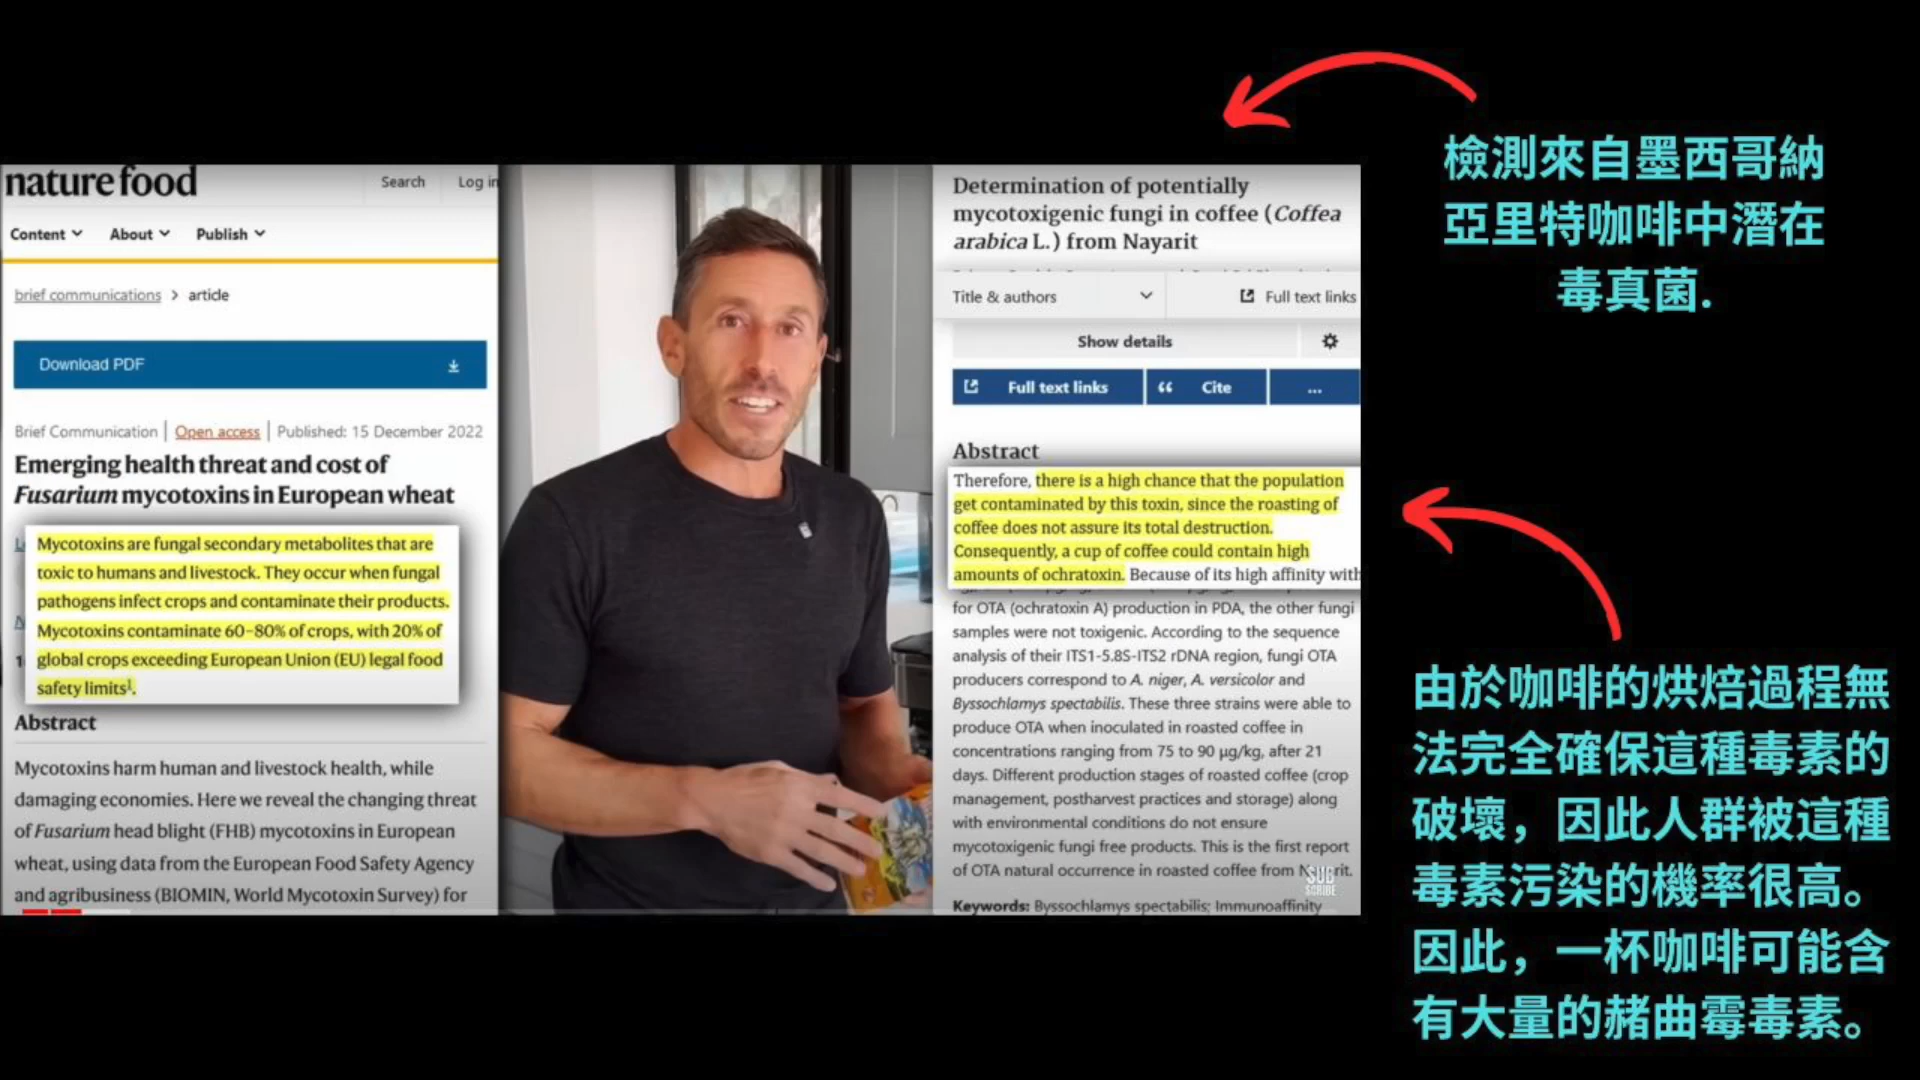 nature food
Search
Log in
Content
About
Publish
brief communications > article
Download PDF
Brief Communication | Open access | Published: 15 December 2022
Emerging health threat and cost of
Fusarium mycotoxins in European wheat
Mycotoxins are fungal secondary metabolites that are
toxic to humans and livestock. They occur when fungal
pathogens infect crops and contaminate their products.
Mycotoxins contaminate 60–80% of crops, with 20% of
global crops exceeding European Union (EU) legal food
safety limits¹.
Abstract
Mycotoxins harm human and livestock health, while
damaging economies. Here we reveal the changing threat
of Fusarium head blight (FHB) mycotoxins in European
wheat, using data from the European Food Safety Agency
and agribusiness (BIOMIN, World Mycotoxin Survey) for
Determination of potentially
mycotoxigenic fungi in coffee (Coffea
arabica L.) from Nayarit
Title & authors
Full text links
Show details
Full text links
Cite
...
Abstract
Therefore, there is a high chance that the population
get contaminated by this toxin, since the roasting of
coffee does not assure its total destruction.
Consequently, a cup of coffee could contain high
amounts of ochratoxin. Because of its high affinity with
for OTA (ochratoxin A) production in PDA, the other fungi
samples were not toxigenic. According to the sequence
analysis of their ITS1-5.8S-ITS2 rDNA region, fungi OTA
producers correspond to A. niger, A. versicolor and
Byssochlamys spectabilis. These three strains were able to
produce OTA when inoculated in roasted coffee in
concentrations ranging from 75 to 90 μg/kg, after 21
days. Different production stages of roasted coffee (crop
management, postharvest practices and storage) along
with environmental conditions do not ensure
mycotoxigenic fungi free products. This is the first report
of OTA natural occurrence in roasted coffee from
SUB
SCRIBE
Keywords: Byssochlamys spectabilis; Immunoaffinity
檢測來自墨西哥納
亞里特咖啡中潛在
毒真菌.
由於咖啡的烘焙過程無
法完全確保這種毒素的
破壞，因此人群被這種
毒素污染的機率很高。
因此，一杯咖啡可能含
有大量的赭曲霉毒素。